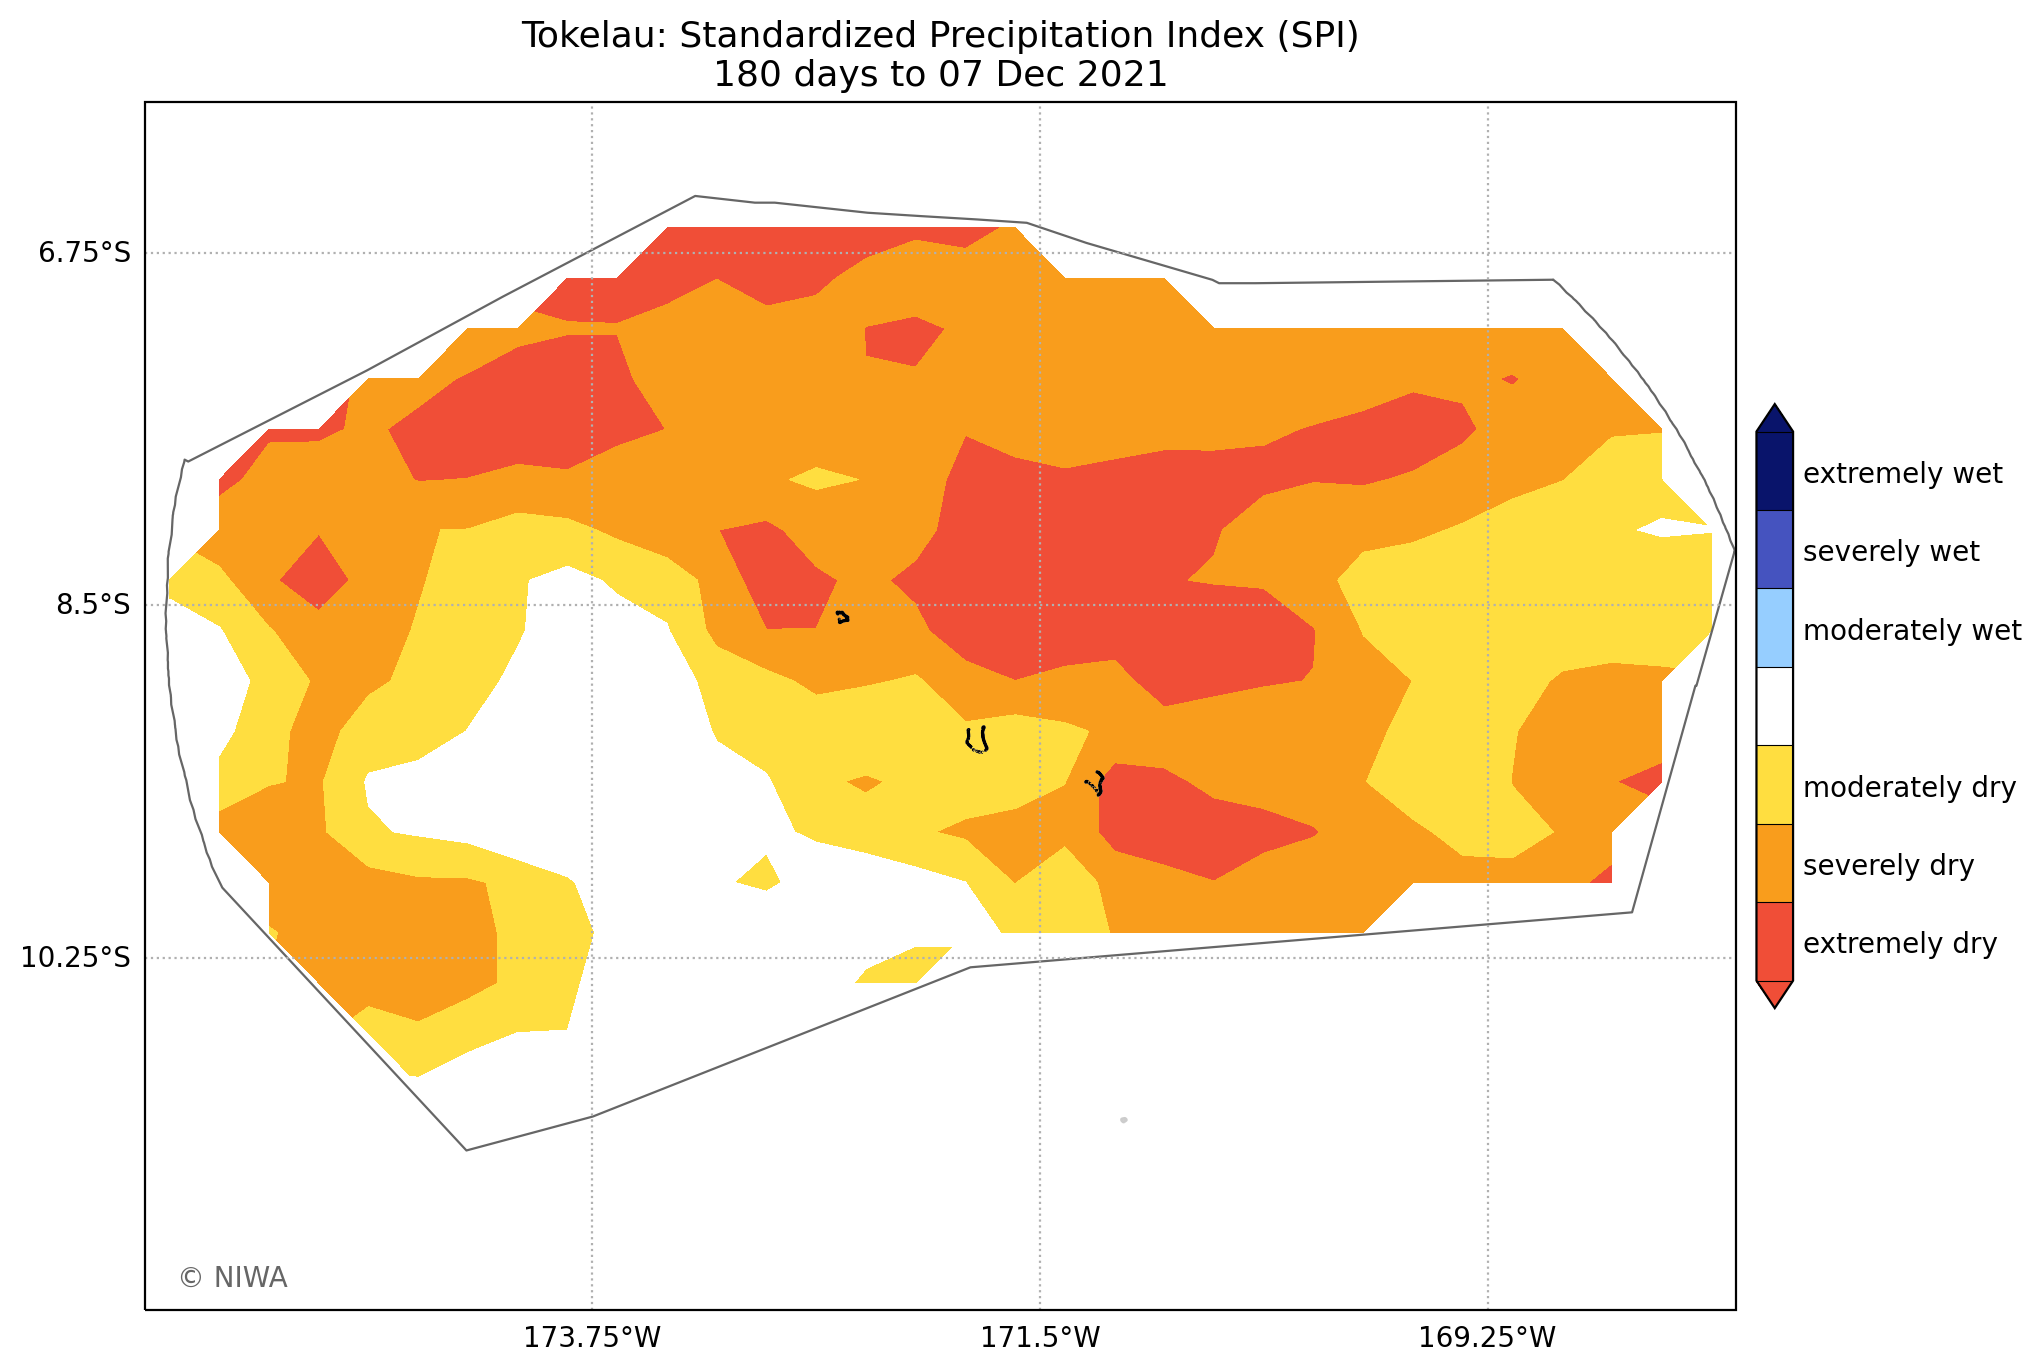 Tokelau: Standardized Precipitation Index (SPI)
180 days to 07 Dec 2021
6.75°S
8.5°S
10.25°S
173.75°W
171.5°W
169.25°W
extremely wet
severely wet
moderately wet
moderately dry
severely dry
extremely dry
© NIWA